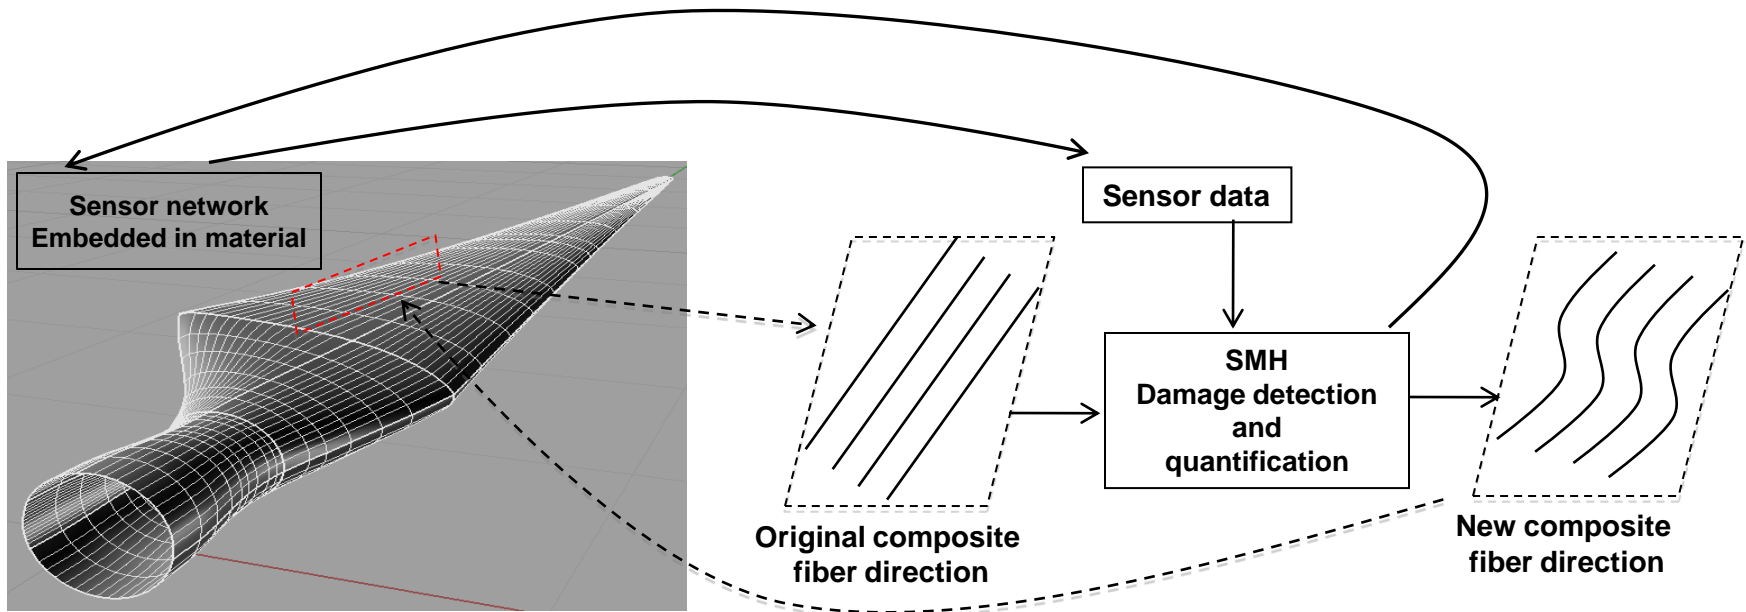 Sensor network
Embedded in material
Sensor data
SMH
Damage detection
and
quantification
Original composite
fiber direction
New composite
fiber direction